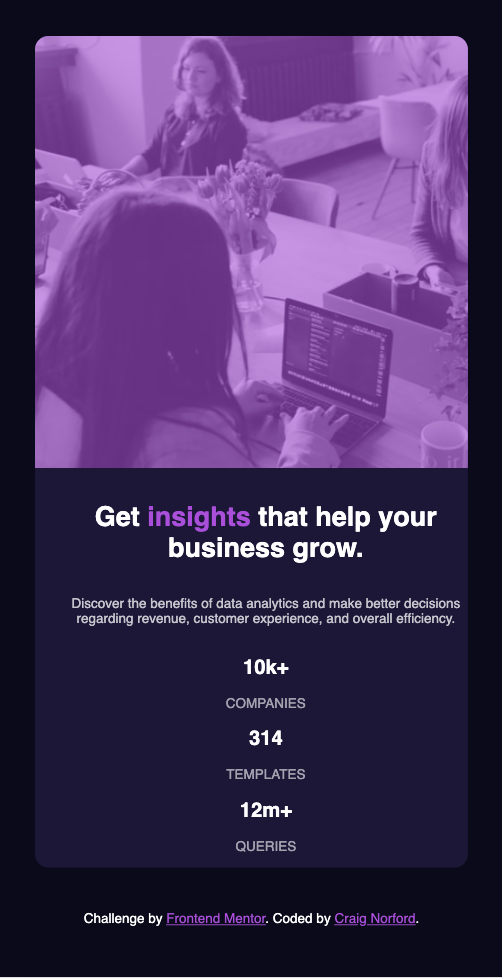 Get insights that help your
business grow.
Discover the benefits of data analytics and make better decisions
regarding revenue, customer experience, and overall efficiency.
10k+
COMPANIES
314
TEMPLATES
12m+
QUERIES
Challenge by Frontend Mentor. Coded by Craig Norford.